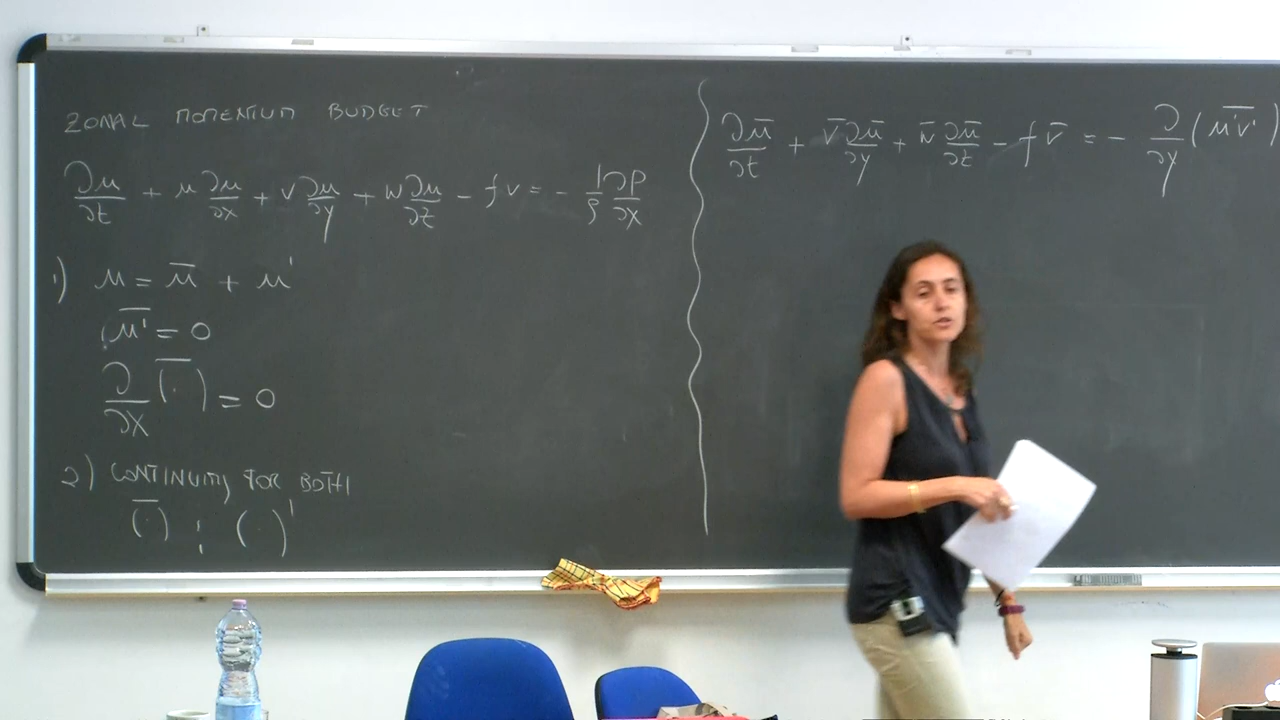 ZONAL MOMENTUM BUDGET
∂u/∂t + u ∂u/∂x + v ∂u/∂y + w ∂u/∂z - fv = - 1/ρ ∂P/∂x
1) u = u̅ + u'
u̅'̅ = 0
∂/∂x (̅·̅)̅ = 0
2) CONTINUITY FOR BOTH
(̅·̅)̅ ; (·)'
∂u̅/∂t + v̅ ∂u̅/∂y + w̅ ∂u̅/∂z - f v̅ = - ∂/∂y (u̅'̅v̅'̅)